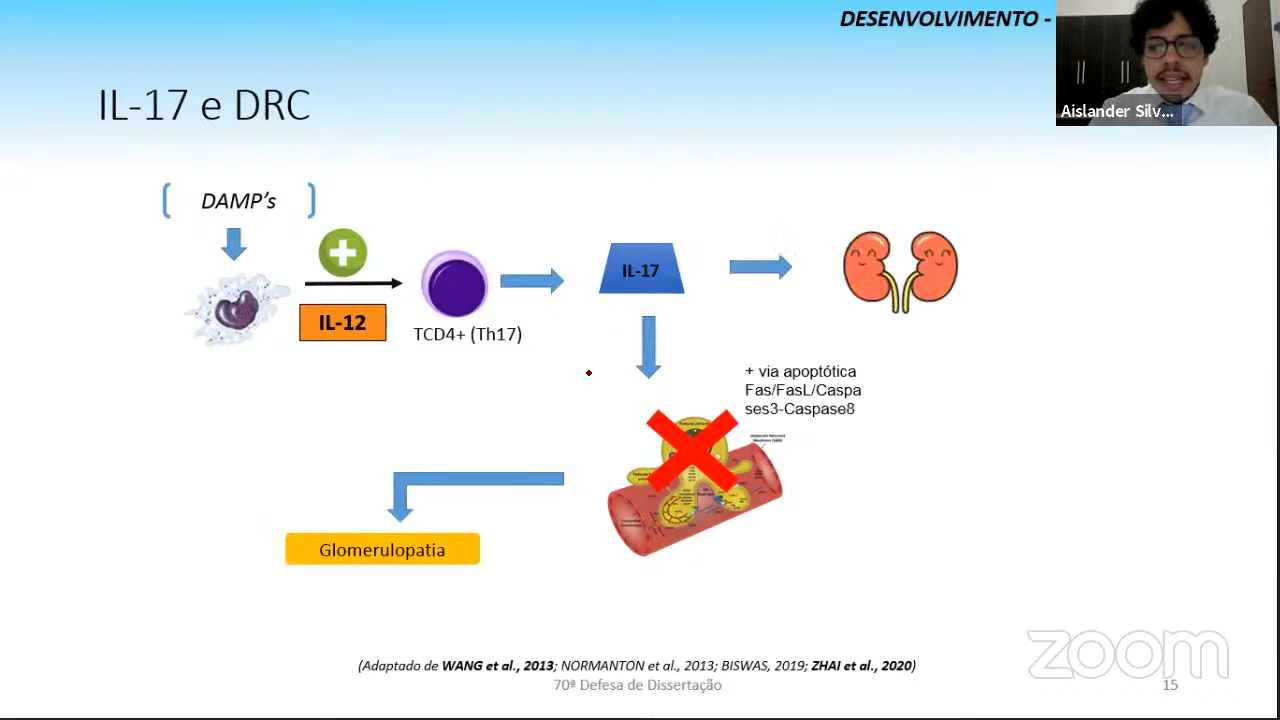 DESENVOLVIMENTO -
Aislander Silv...
IL-17 e DRC
DAMP's
IL-12
TCD4+ (Th17)
IL-17
+ via apoptótica
Fas/FasL/Caspa
ses3-Caspase8
Glomerulopatia
(Adaptado de WANG et al., 2013; NORMANTON et al., 2013; BISWAS, 2019; ZHAI et al., 2020)
70ª Defesa de Dissertação
15
zoom